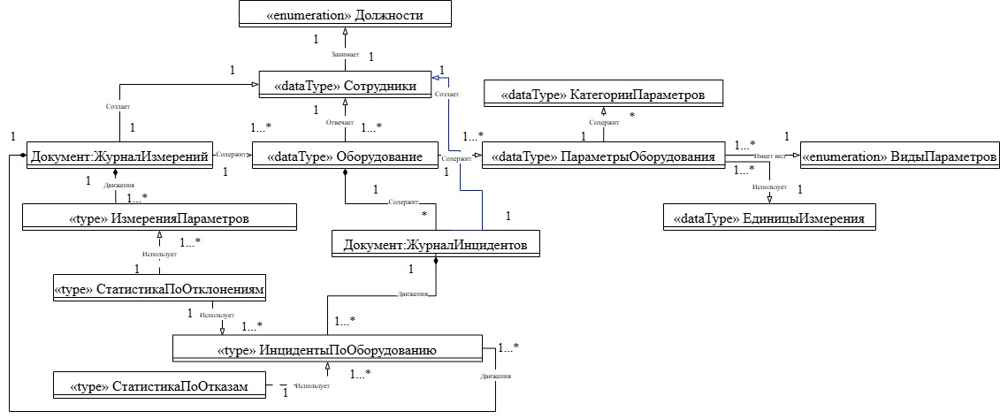 «enumeration» Должности
1
Занимает
1
1
«dataType» Сотрудники
1
Создает
1
Создает
1
1
Отвечает
1...*
1...*
«dataType» КатегорииПараметров
*
Содержит
1
1
Документ:ЖурналИзмерений
Содержит
1
«dataType» Оборудование
1...*
Содержит
1
«dataType» ПараметрыОборудования
1...*
Имеет вид
1
«enumeration» ВидыПараметров
1...*
Использует
1
«dataType» ЕдиницыИзмерения
1
Движения
1...*
«type» ИзмеренияПараметров
1
Содержит
*
1
Документ:ЖурналИнцидентов
1...*
Использует
1
«type» СтатистикаПоОтклонениям
1
Движения
1...*
1
Использует
1...*
«type» ИнцидентыПоОборудованию
1...*
Движения
«type» СтатистикаПоОтказам
1
Использует
1...*